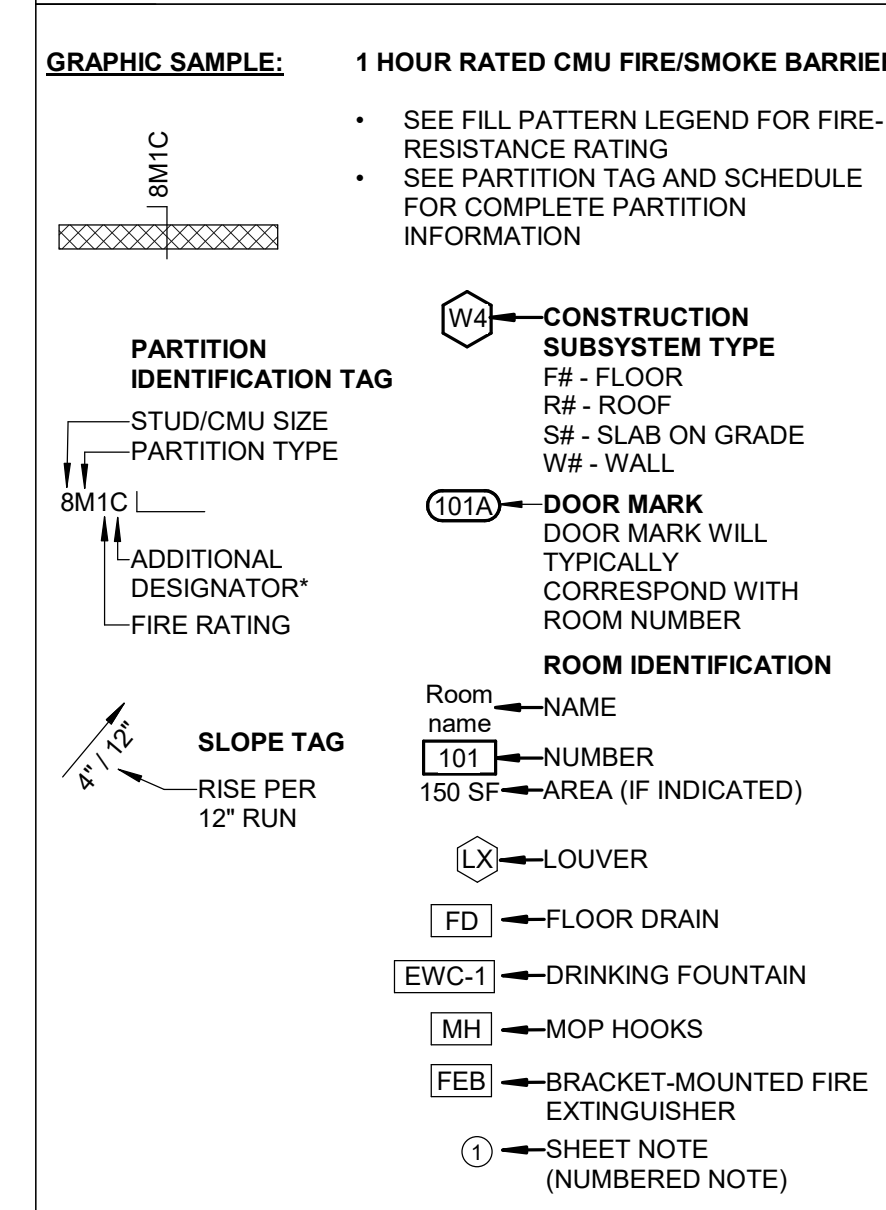 GRAPHIC SAMPLE:
1 HOUR RATED CMU FIRE/SMOKE BARRIER
8M1C
• SEE FILL PATTERN LEGEND FOR FIRE-
RESISTANCE RATING
• SEE PARTITION TAG AND SCHEDULE
FOR COMPLETE PARTITION
INFORMATION
PARTITION
IDENTIFICATION TAG
STUD/CMU SIZE
PARTITION TYPE
8M1C
ADDITIONAL
DESIGNATOR*
FIRE RATING
4" / 12"
SLOPE TAG
RISE PER
12" RUN
W4
CONSTRUCTION
SUBSYSTEM TYPE
F# - FLOOR
R# - ROOF
S# - SLAB ON GRADE
W# - WALL
101A
DOOR MARK
DOOR MARK WILL
TYPICALLY
CORRESPOND WITH
ROOM NUMBER
ROOM IDENTIFICATION
Room
name
NAME
101
NUMBER
150 SF
AREA (IF INDICATED)
LX
LOUVER
FD
FLOOR DRAIN
EWC-1
DRINKING FOUNTAIN
MH
MOP HOOKS
FEB
BRACKET-MOUNTED FIRE
EXTINGUISHER
1
SHEET NOTE
(NUMBERED NOTE)